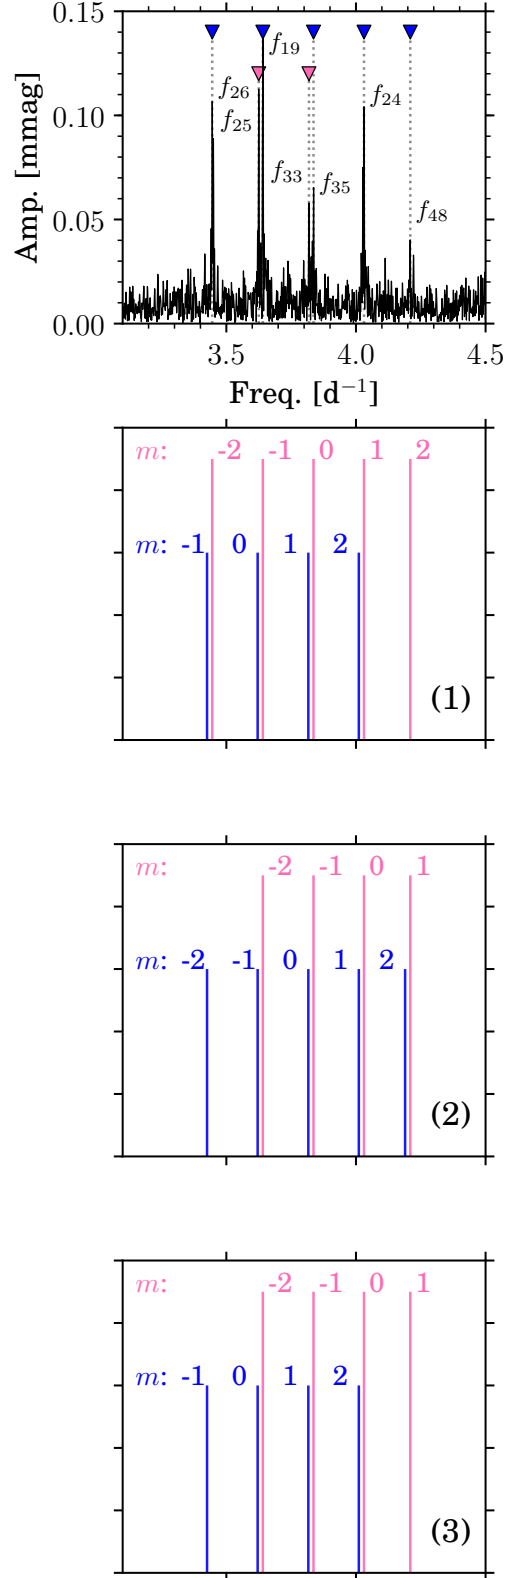 0.15
0.10
0.05
0.00
Amp. [mmag]
f26
f25
f19
f33
f35
f24
f48
3.5 4.0 4.5
Freq. [d⁻¹]
m: -2 -1 0 1 2
m: -1 0 1 2
(1)
m: -2 -1 0 1
m: -2 -1 0 1 2
(2)
m: -2 -1 0 1
m: -1 0 1 2
(3)